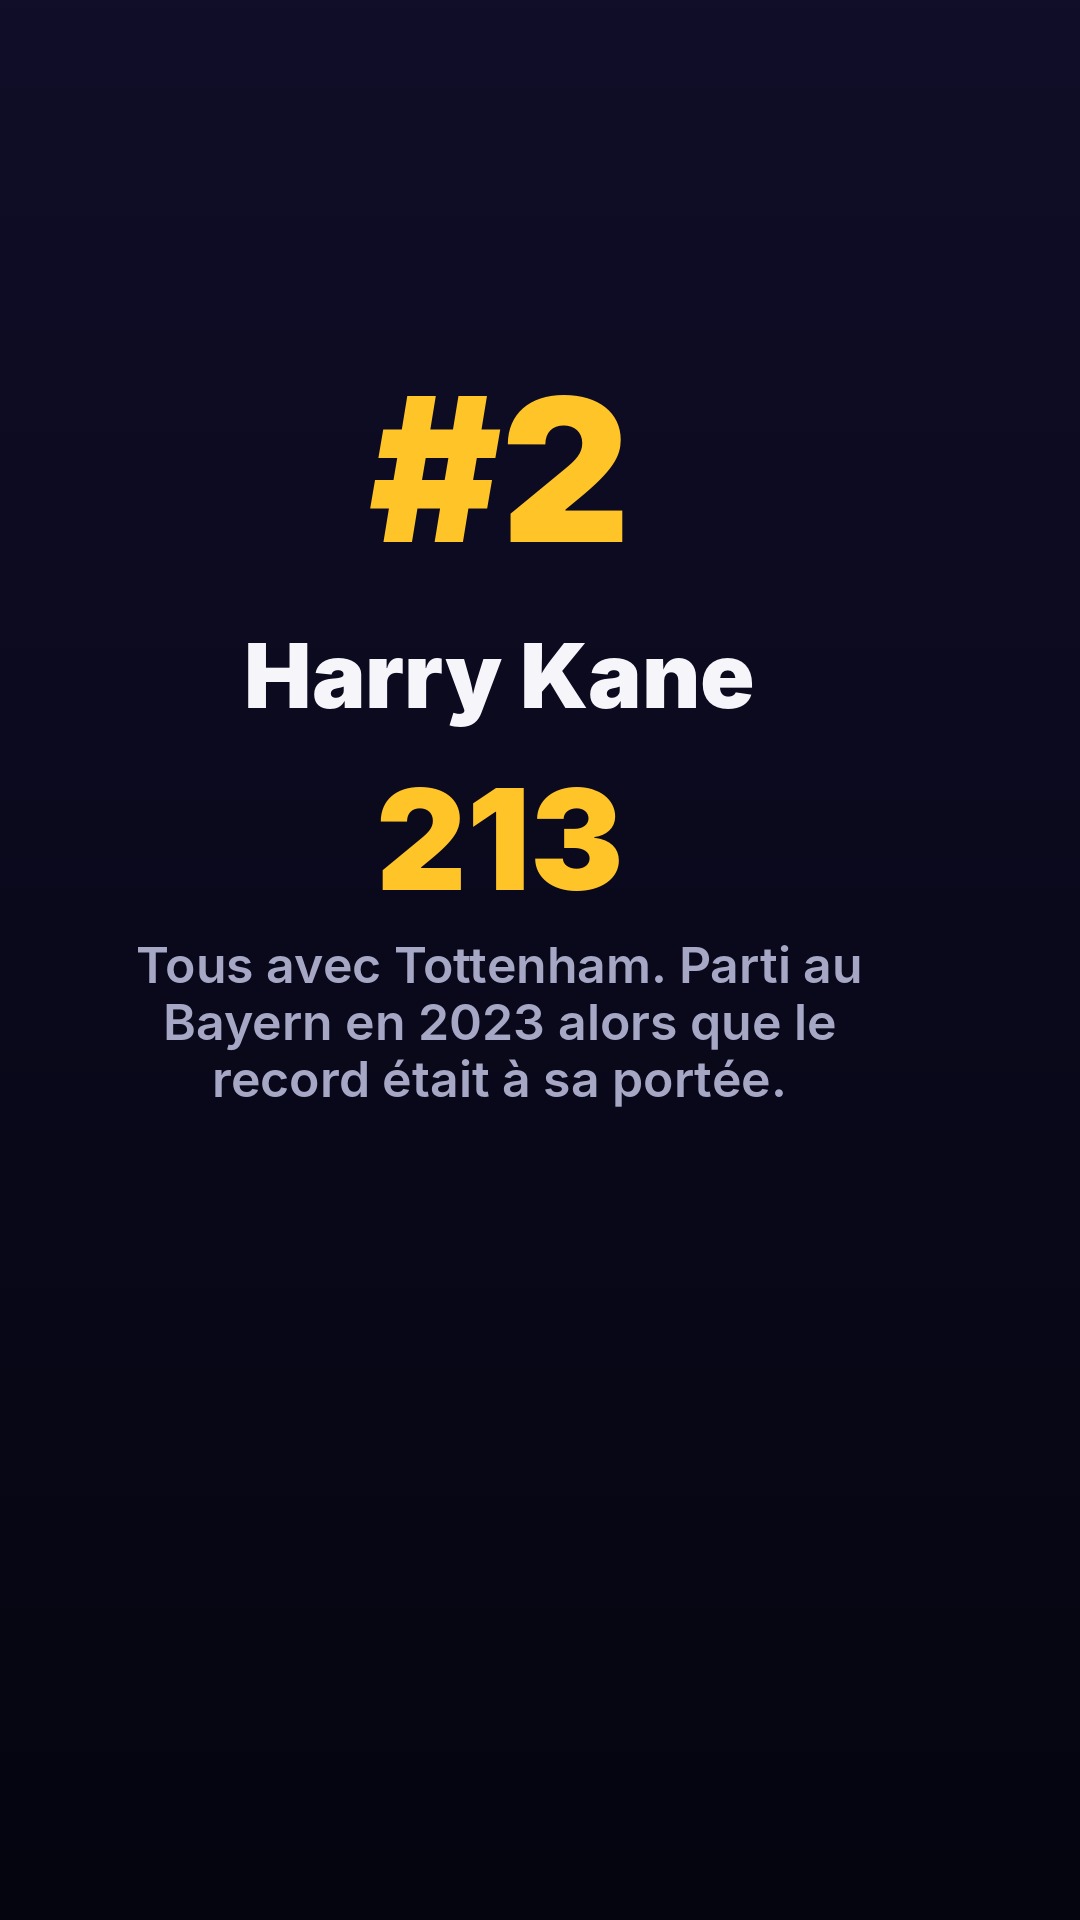 #2
Harry Kane
213
Tous avec Tottenham. Parti au
Bayern en 2023 alors que le
record était à sa portée.